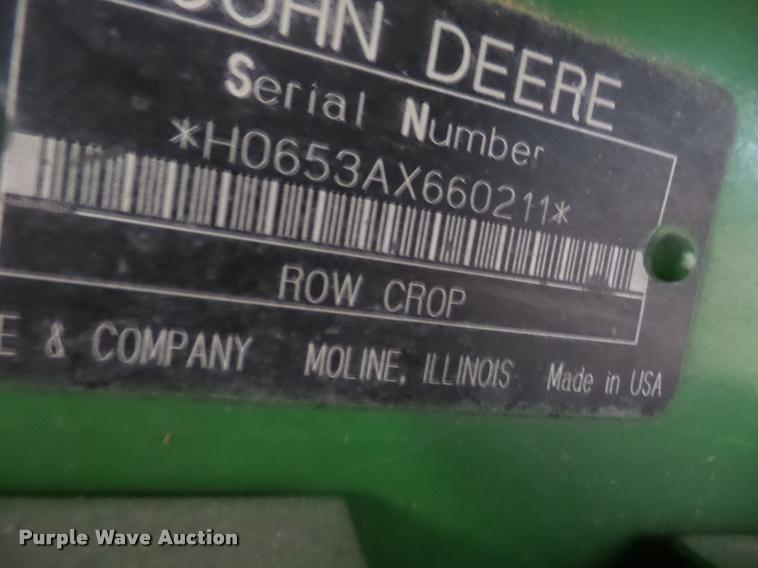 JOHN DEERE
Serial Number
*H0653AX660211*
ROW CROP
& COMPANY MOLINE, ILLINOIS Made in USA
Purple Wave Auction